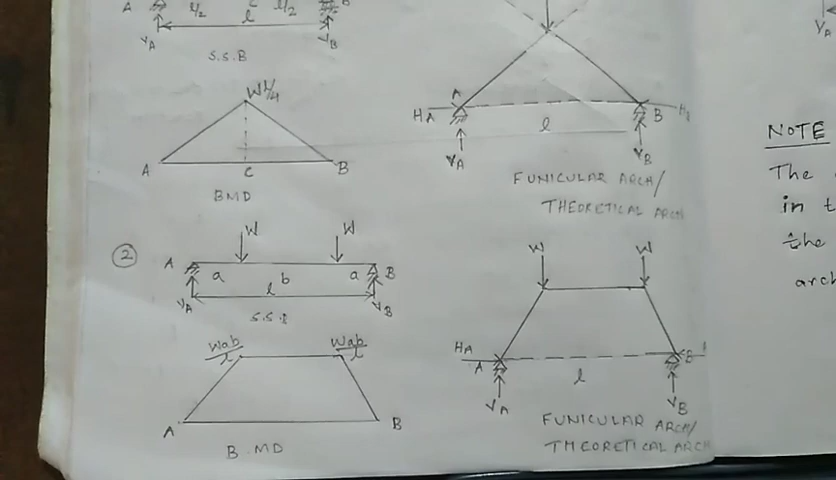 A l/2 c l/2 B
l
VA VB
S.S.B
Wl/4
A C B
BMD
A B
HA
l
VA VB
FUNICULAR ARCH/
THEORETICAL ARCH
VA
NOTE
The
in t
the
arch
2
W W
A a b a B
l
VA VB
S.S.B
Wab/l Wab/l
A B
B.MD
W W
HA A B
l
VA VB
FUNICULAR ARCH/
THEORETICAL ARCH